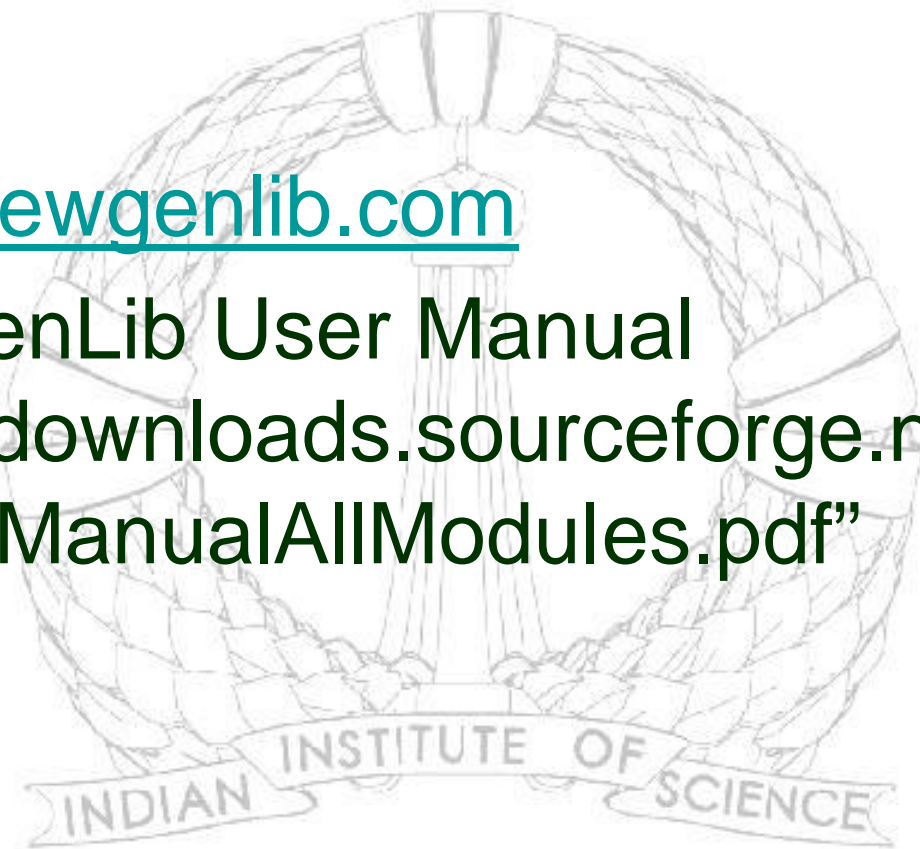 ewgenlib.com
enLib User Manual
downloads.sourceforge.n
ManualAllModules.pdf”
INDIAN INSTITUTE OF SCIENCE